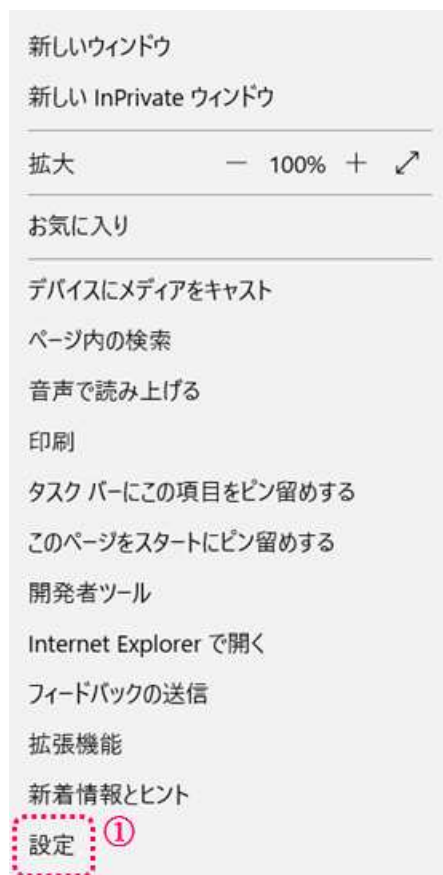 新しいウィンドウ
新しい InPrivate ウィンドウ
拡大 － 100% ＋
お気に入り
デバイスにメディアをキャスト
ページ内の検索
音声で読み上げる
印刷
タスク バーにこの項目をピン留めする
このページをスタートにピン留めする
開発者ツール
Internet Explorer で開く
フィードバックの送信
拡張機能
新着情報とヒント
設定 ①